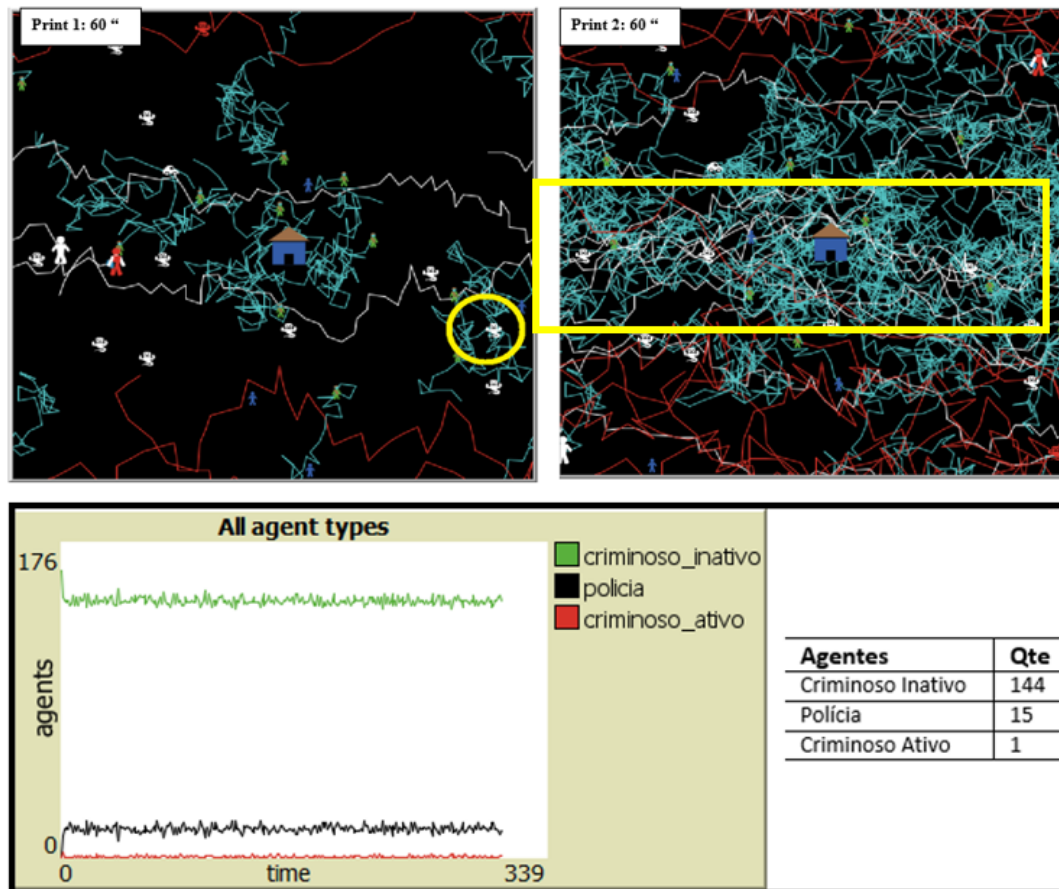 Print 1: 60 “
Print 2: 60 “
All agent types
176
0
agents
0
time
339
criminoso_inativo
policia
criminoso_ativo
Agentes Qte
Criminoso Inativo 144
Polícia 15
Criminoso Ativo 1